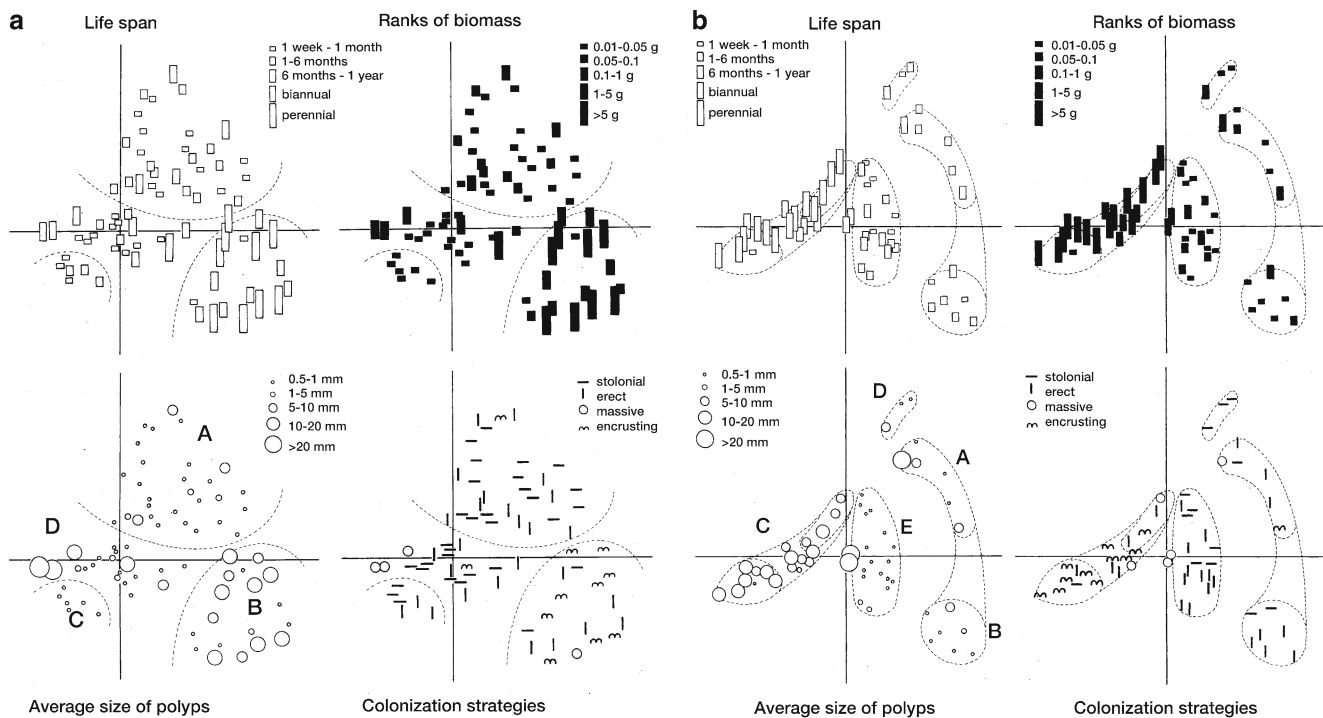 a
Life span
1 week - 1 month
1-6 months
6 months - 1 year
biannual
perennial
Ranks of biomass
0.01-0.05 g
0.05-0.1
0.1-1 g
1-5 g
>5 g
0.5-1 mm
1-5 mm
5-10 mm
10-20 mm
>20 mm
A
D
C
B
Average size of polyps
stolonial
erect
massive
encrusting
Colonization strategies
b
Life span
1 week - 1 month
1-6 months
6 months - 1 year
biannual
perennial
Ranks of biomass
0.01-0.05 g
0.05-0.1
0.1-1 g
1-5 g
>5 g
0.5-1 mm
1-5 mm
5-10 mm
10-20 mm
>20 mm
D
A
C
E
B
Average size of polyps
stolonial
erect
massive
encrusting
Colonization strategies